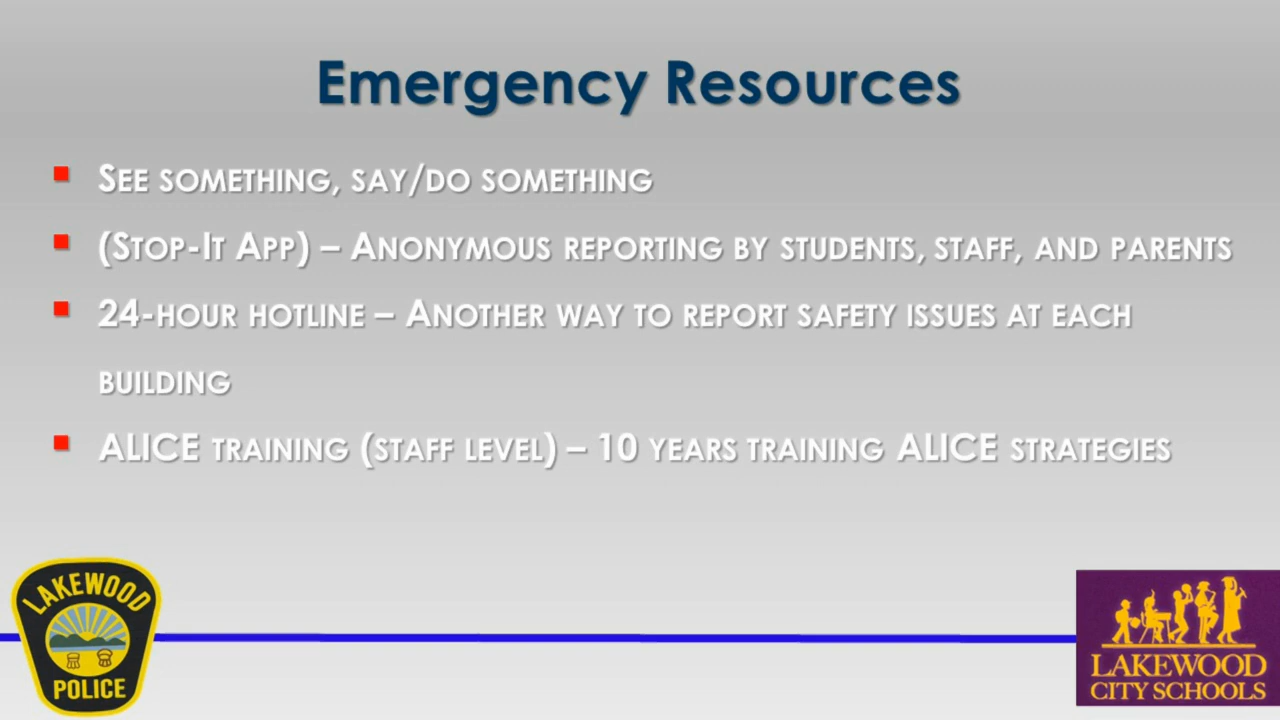 Emergency Resources
See something, say/do something
(Stop-It App) – Anonymous reporting by students, staff, and parents
24-hour hotline – Another way to report safety issues at each
building
ALICE training (staff level) – 10 years training ALICE strategies
LAKEWOOD
POLICE
LAKEWOOD
CITY SCHOOLS